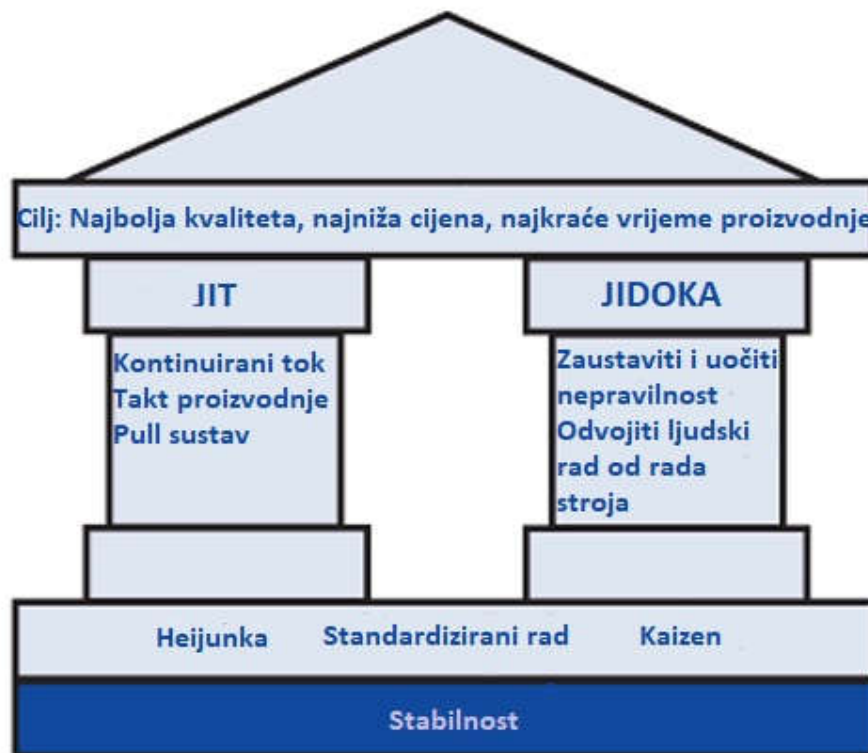 Cilj: Najbolja kvaliteta, najniža cijena, najkraće vrijeme proizvodnje
JIT
JIDOKA
Kontinuirani tok
Takt proizvodnje
Pull sustav
Zaustaviti i uočiti
nepravilnost
Odvojiti ljudski
rad od rada
stroja
Heijunka
Standardizirani rad
Kaizen
Stabilnost